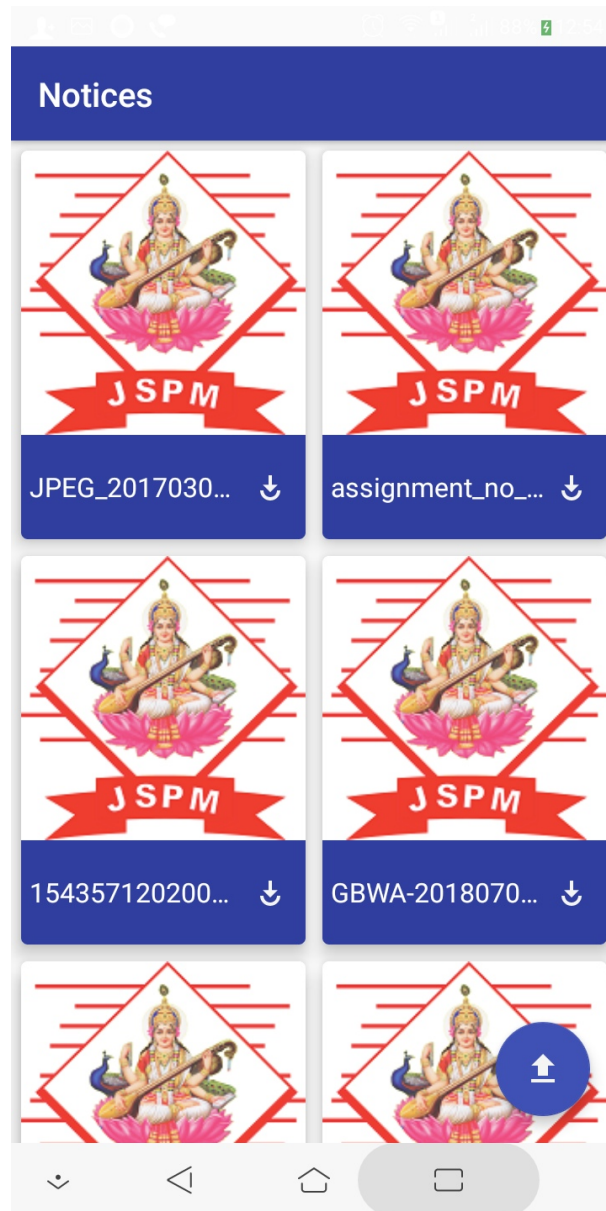 Notices
JSPM
JSPM
JPEG_2017030...
assignment_no_...
JSPM
JSPM
154357120200...
GBWA-2018070...